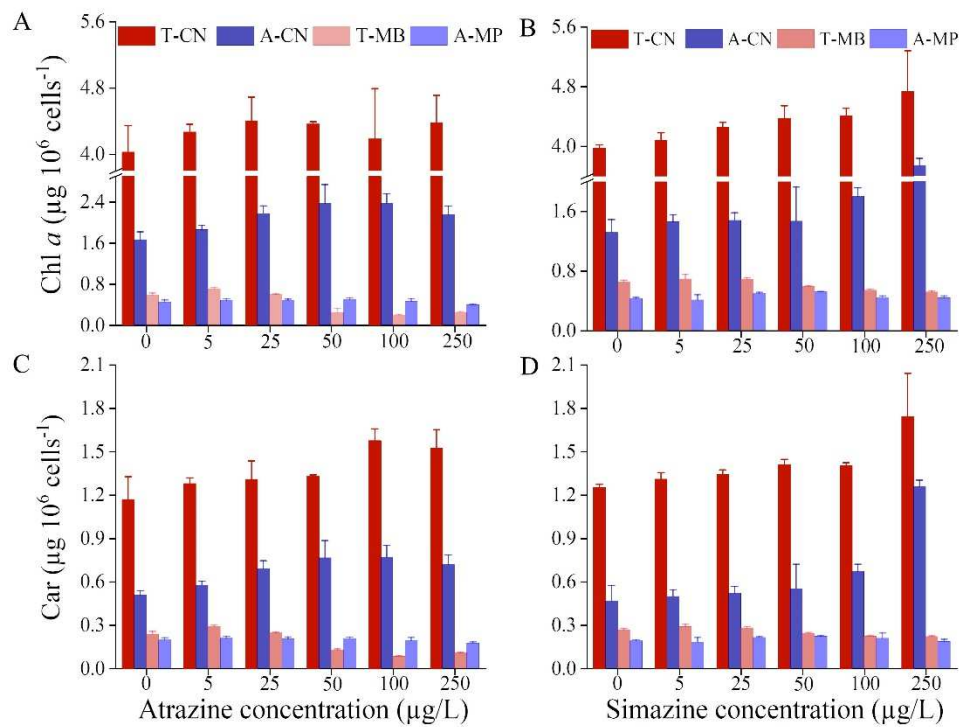 A
T-CN A-CN T-MB A-MP
5.6
4.8
4.0
2.4
1.6
0.8
0.0
Chl a (µg 10⁶ cells⁻¹)
0 5 25 50 100 250
B
T-CN A-CN T-MB A-MP
5.6
4.8
4.0
1.6
0.8
0.0
0 5 25 50 100 250
C
2.1
1.8
1.5
1.2
0.9
0.6
0.3
0.0
Car (µg 10⁶ cells⁻¹)
0 5 25 50 100 250
Atrazine concentration (µg/L)
D
2.1
1.8
1.5
1.2
0.9
0.6
0.3
0.0
0 5 25 50 100 250
Simazine concentration (µg/L)